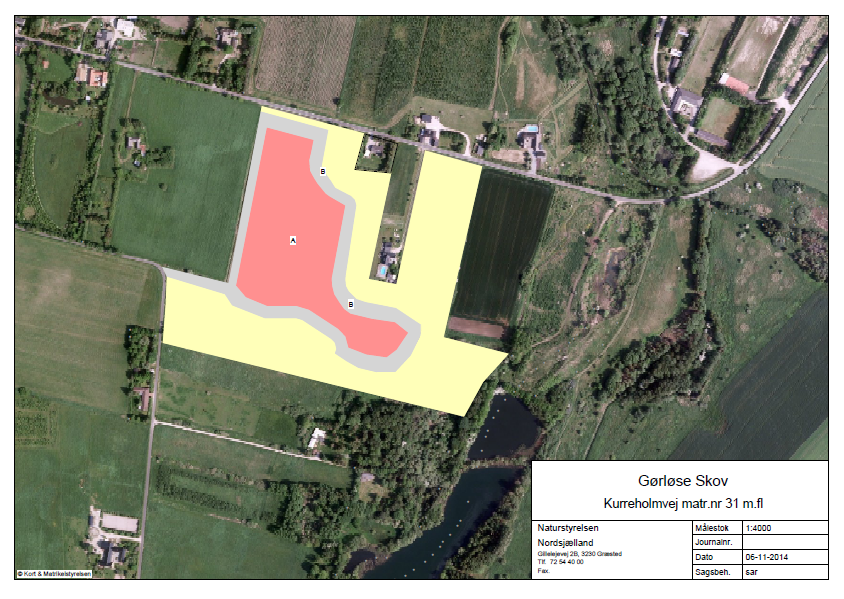 B
A
B
Gørløse Skov
Kurreholmvej matr.nr 31 m.fl
Naturstyrelsen
Nordsjælland
Gillelejevej 2B, 3230 Græsted
Tlf. 72 54 40 00
Fax.
Målestok 1:4000
Journalnr.
Dato 06-11-2014
Sagsbeh. sar
© Kort & Matrikelstyrelsen